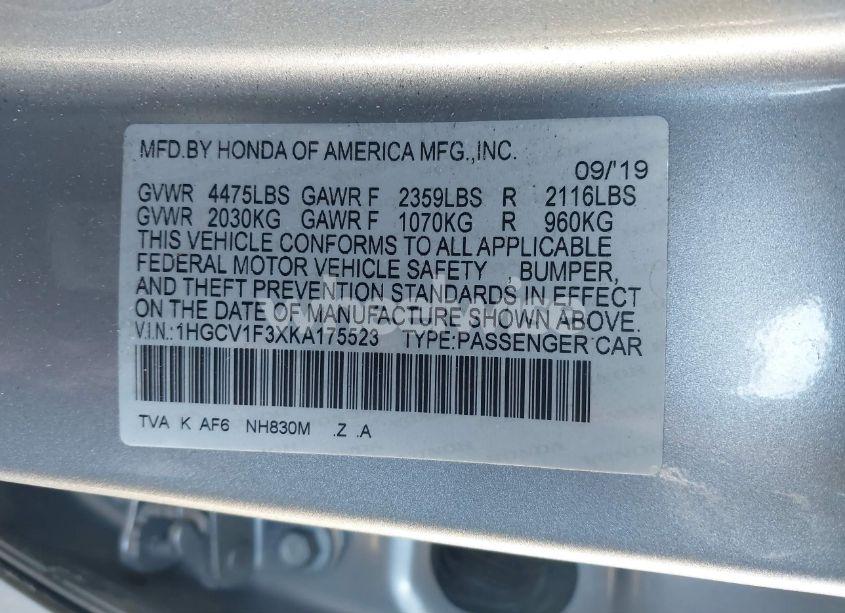 MFD.BY HONDA OF AMERICA MFG.,INC.
09/'19
GVWR 4475LBS GAWR F 2359LBS R 2116LBS
GVWR 2030KG GAWR F 1070KG R 960KG
THIS VEHICLE CONFORMS TO ALL APPLICABLE
FEDERAL MOTOR VEHICLE SAFETY BUMPER,
AND THEFT PREVENTION STANDARDS IN EFFECT
ON THE DATE OF MANUFACTURE SHOWN ABOVE.
V.I.N.:1HGCV1F3XKA175523 TYPE:PASSENGER CAR
TVA K AF6 NH830M .Z .A